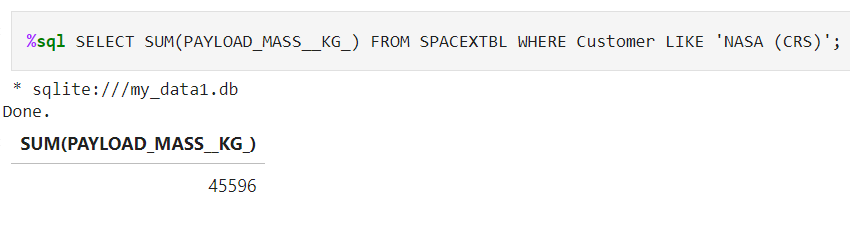 %sql SELECT SUM(PAYLOAD_MASS__KG_) FROM SPACEXTBL WHERE Customer LIKE 'NASA (CRS)';
* sqlite:///my_data1.db
Done.
SUM(PAYLOAD_MASS__KG_)
45596